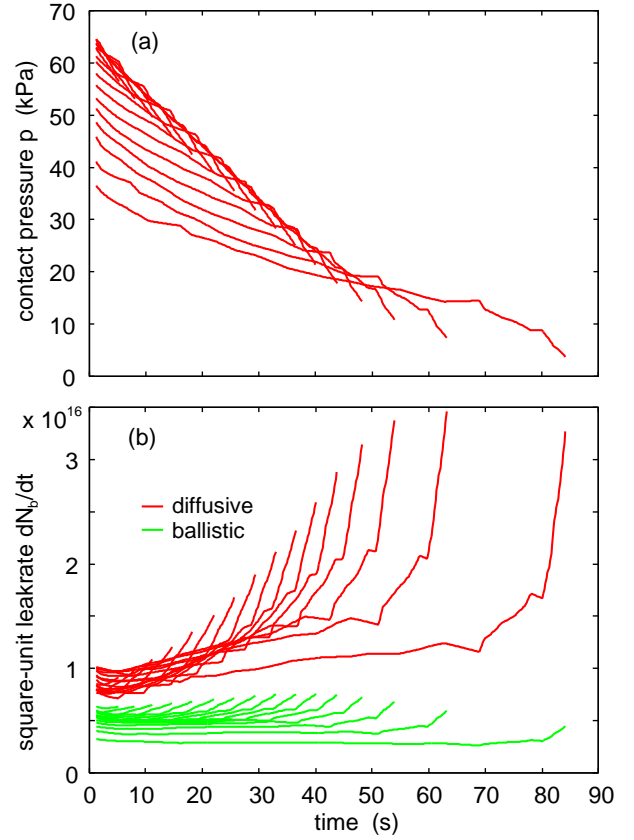 70
(a)
60
50
40
30
20
10
0
contact pressure p (kPa)
x 10^16
(b)
3
diffusive
ballistic
2
1
0
square-unit leakrate dN_b/dt
0 10 20 30 40 50 60 70 80 90
time (s)